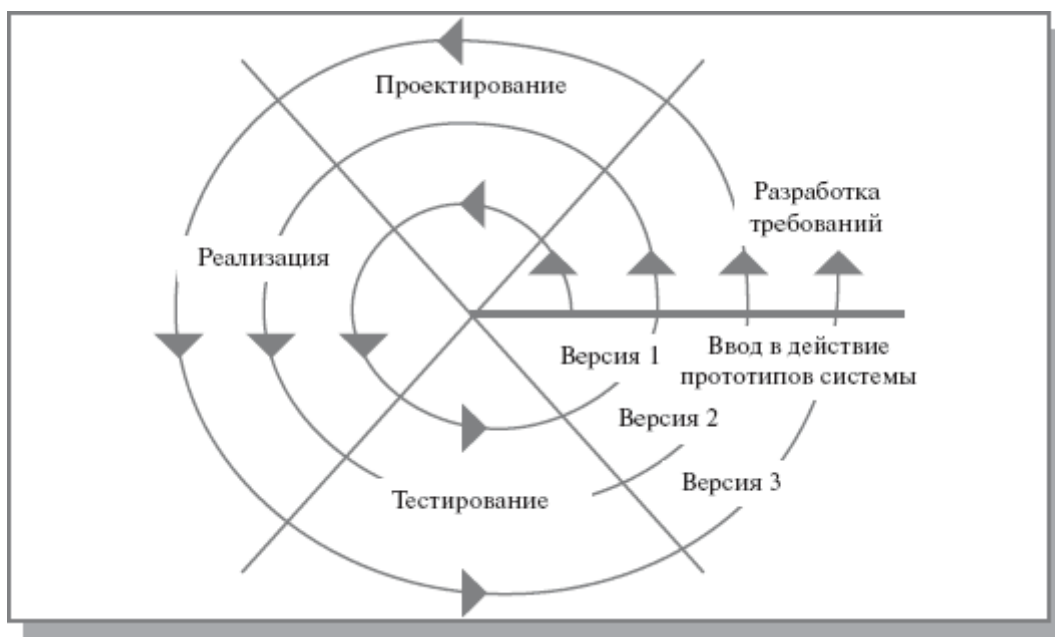 Проектирование
Разработка
требований
Реализация
Версия 1
Ввод в действие
прототипов системы
Версия 2
Версия 3
Тестирование